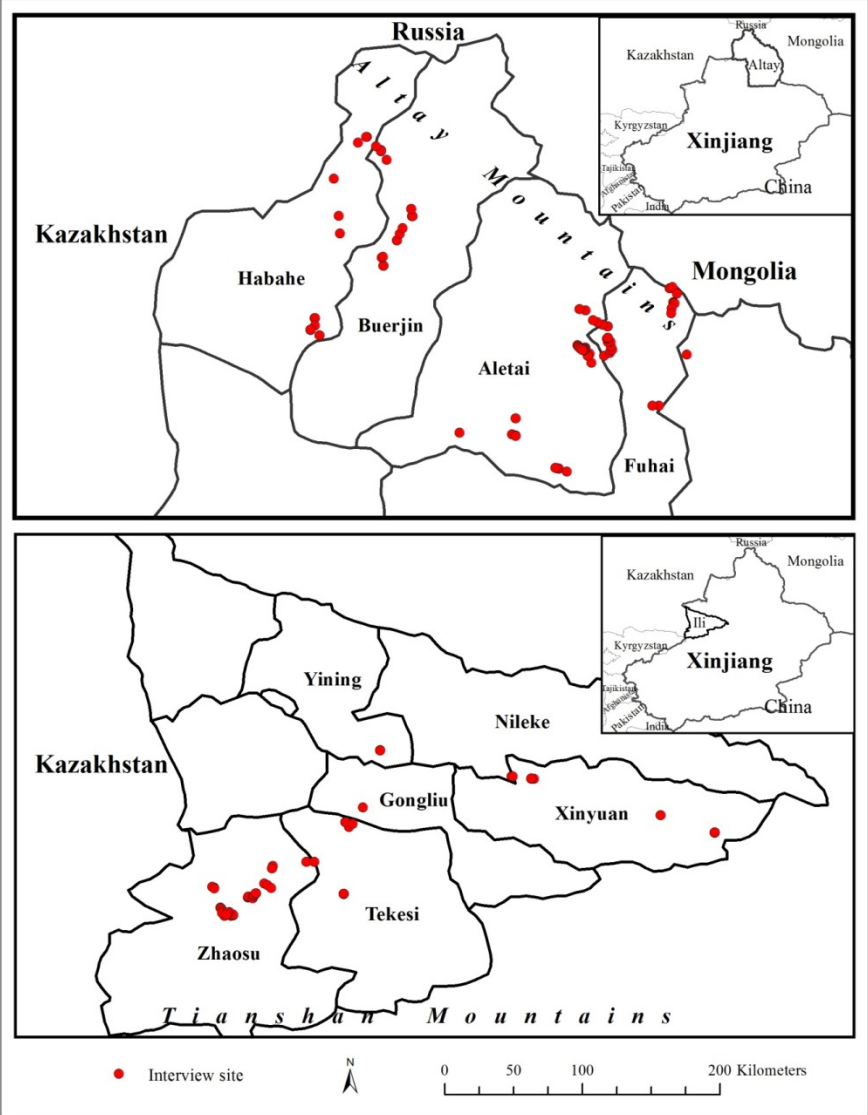 Russia
Altay Mountains
Kazakhstan
Mongolia
Habahe
Buerjin
Aletai
Fuhai
Russia
Kazakhstan
Mongolia
Altay
Kyrgyzstan
Xinjiang
Tajikistan
Afghanistan
Pakistan
India
China
Yining
Nileke
Kazakhstan
Gongliu
Xinyuan
Tekesi
Zhaosu
Tianshan Mountains
Russia
Kazakhstan
Mongolia
Ili
Kyrgyzstan
Xinjiang
Tajikistan
Afghanistan
Pakistan
India
China
Interview site
N
0 50 100 200 Kilometers